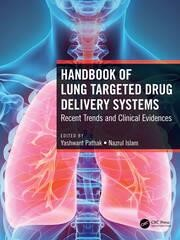 HANDBOOK OF
LUNG TARGETED DRUG
DELIVERY SYSTEMS
Recent Trends and Clinical Evidences
EDITED BY
Yashwant Pathak • Nazrul Islam
CRC Press